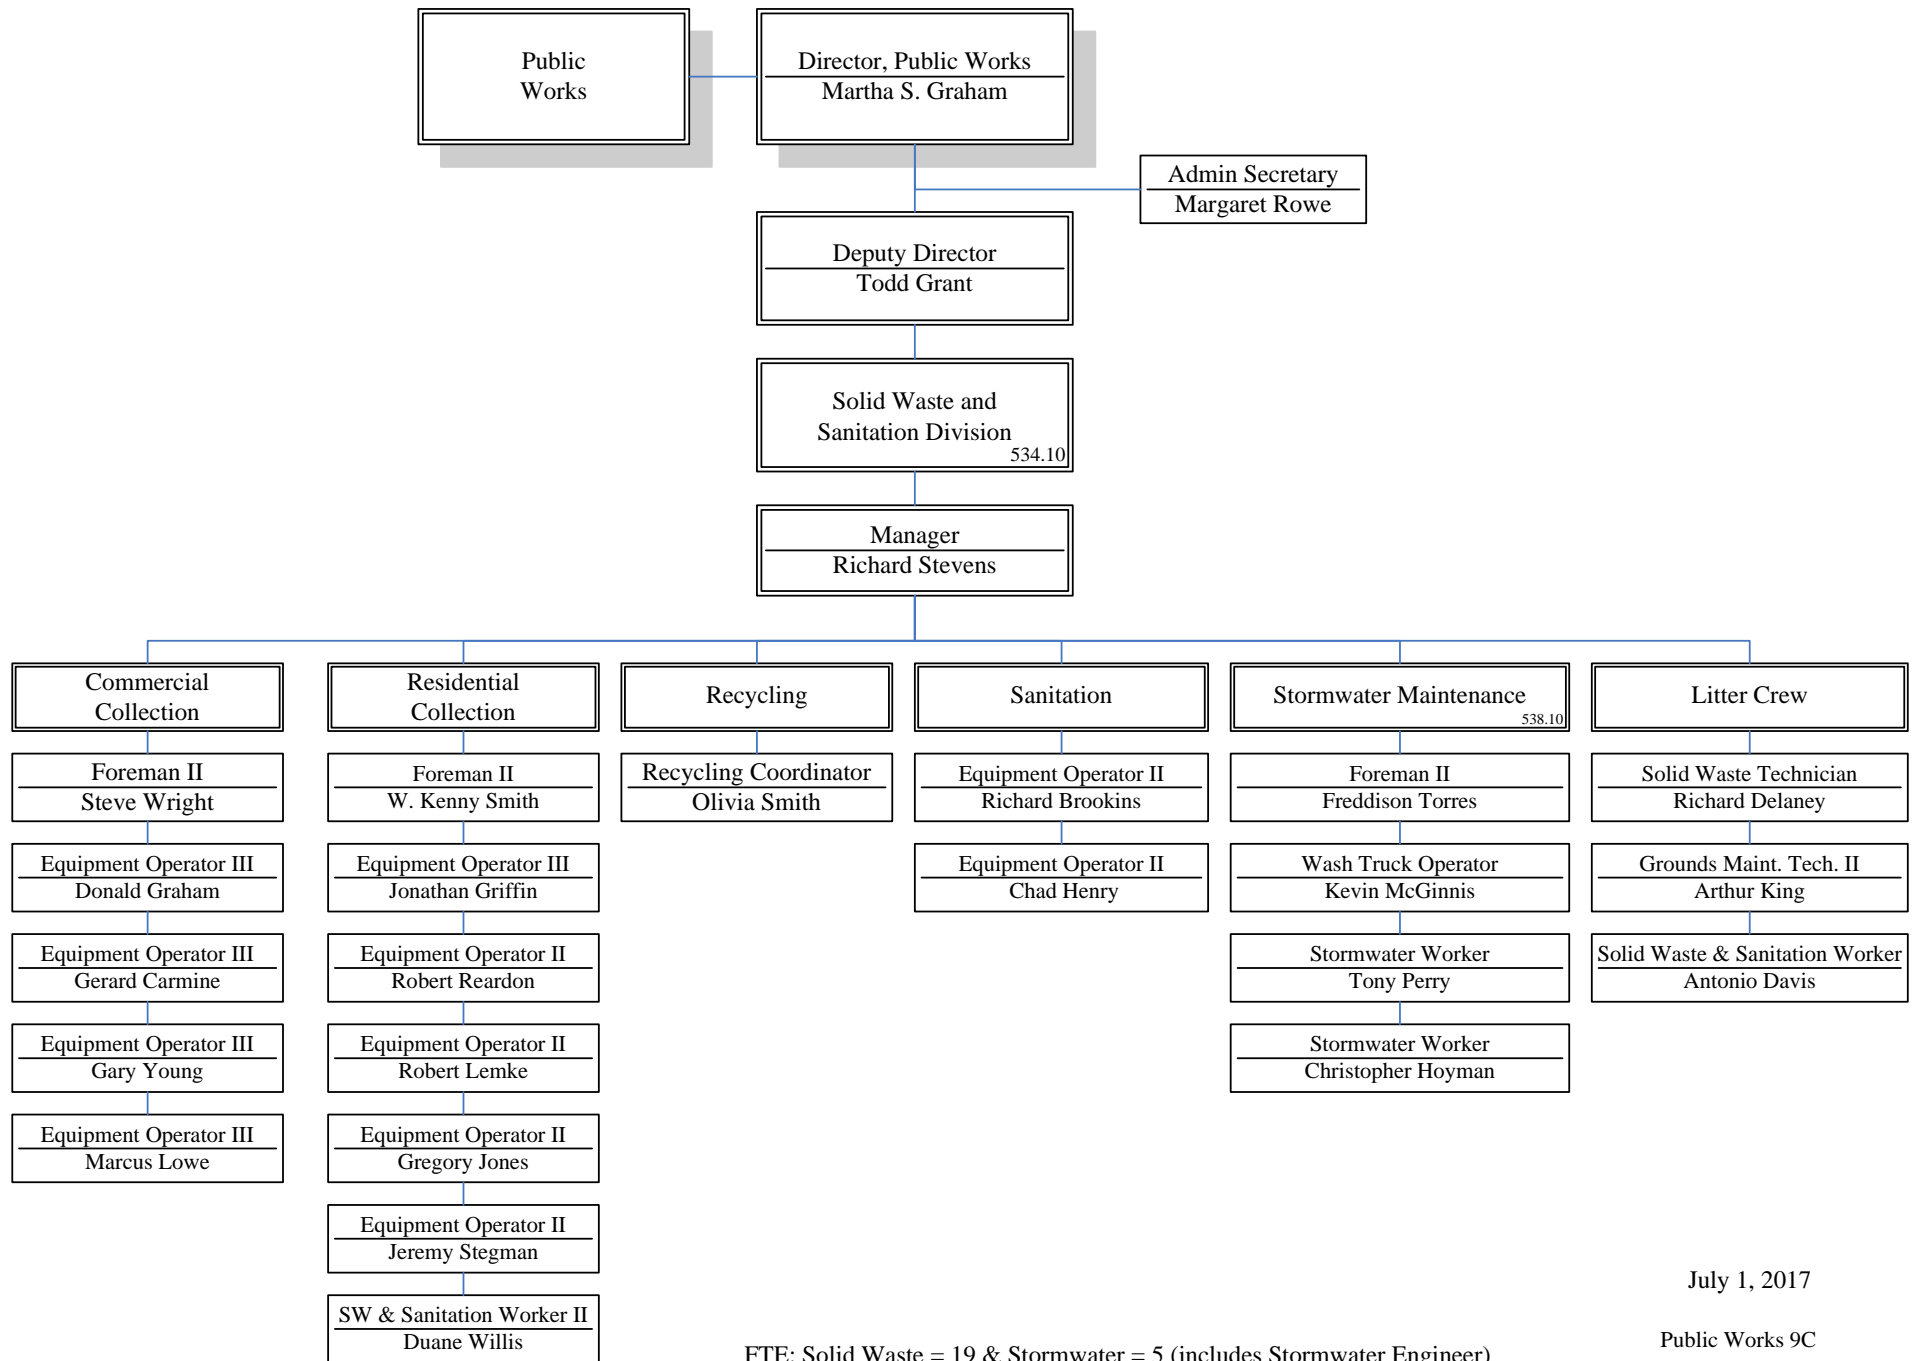 Public
Works
Director, Public Works
Martha S. Graham
Admin Secretary
Margaret Rowe
Deputy Director
Todd Grant
Solid Waste and
Sanitation Division
534.10
Manager
Richard Stevens
Commercial
Collection
Foreman II
Steve Wright
Equipment Operator III
Donald Graham
Equipment Operator III
Gerard Carmine
Equipment Operator III
Gary Young
Equipment Operator III
Marcus Lowe
Residential
Collection
Foreman II
W. Kenny Smith
Equipment Operator III
Jonathan Griffin
Equipment Operator II
Robert Reardon
Equipment Operator II
Robert Lemke
Equipment Operator II
Gregory Jones
Equipment Operator II
Jeremy Stegman
SW & Sanitation Worker II
Duane Willis
Recycling
Recycling Coordinator
Olivia Smith
Sanitation
Equipment Operator II
Richard Brookins
Equipment Operator II
Chad Henry
Stormwater Maintenance
538.10
Foreman II
Freddison Torres
Wash Truck Operator
Kevin McGinnis
Stormwater Worker
Tony Perry
Stormwater Worker
Christopher Hoyman
Litter Crew
Solid Waste Technician
Richard Delaney
Grounds Maint. Tech. II
Arthur King
Solid Waste & Sanitation Worker
Antonio Davis
July 1, 2017
Public Works 9C
FTE: Solid Waste = 19 & Stormwater = 5 (includes Stormwater Engineer)